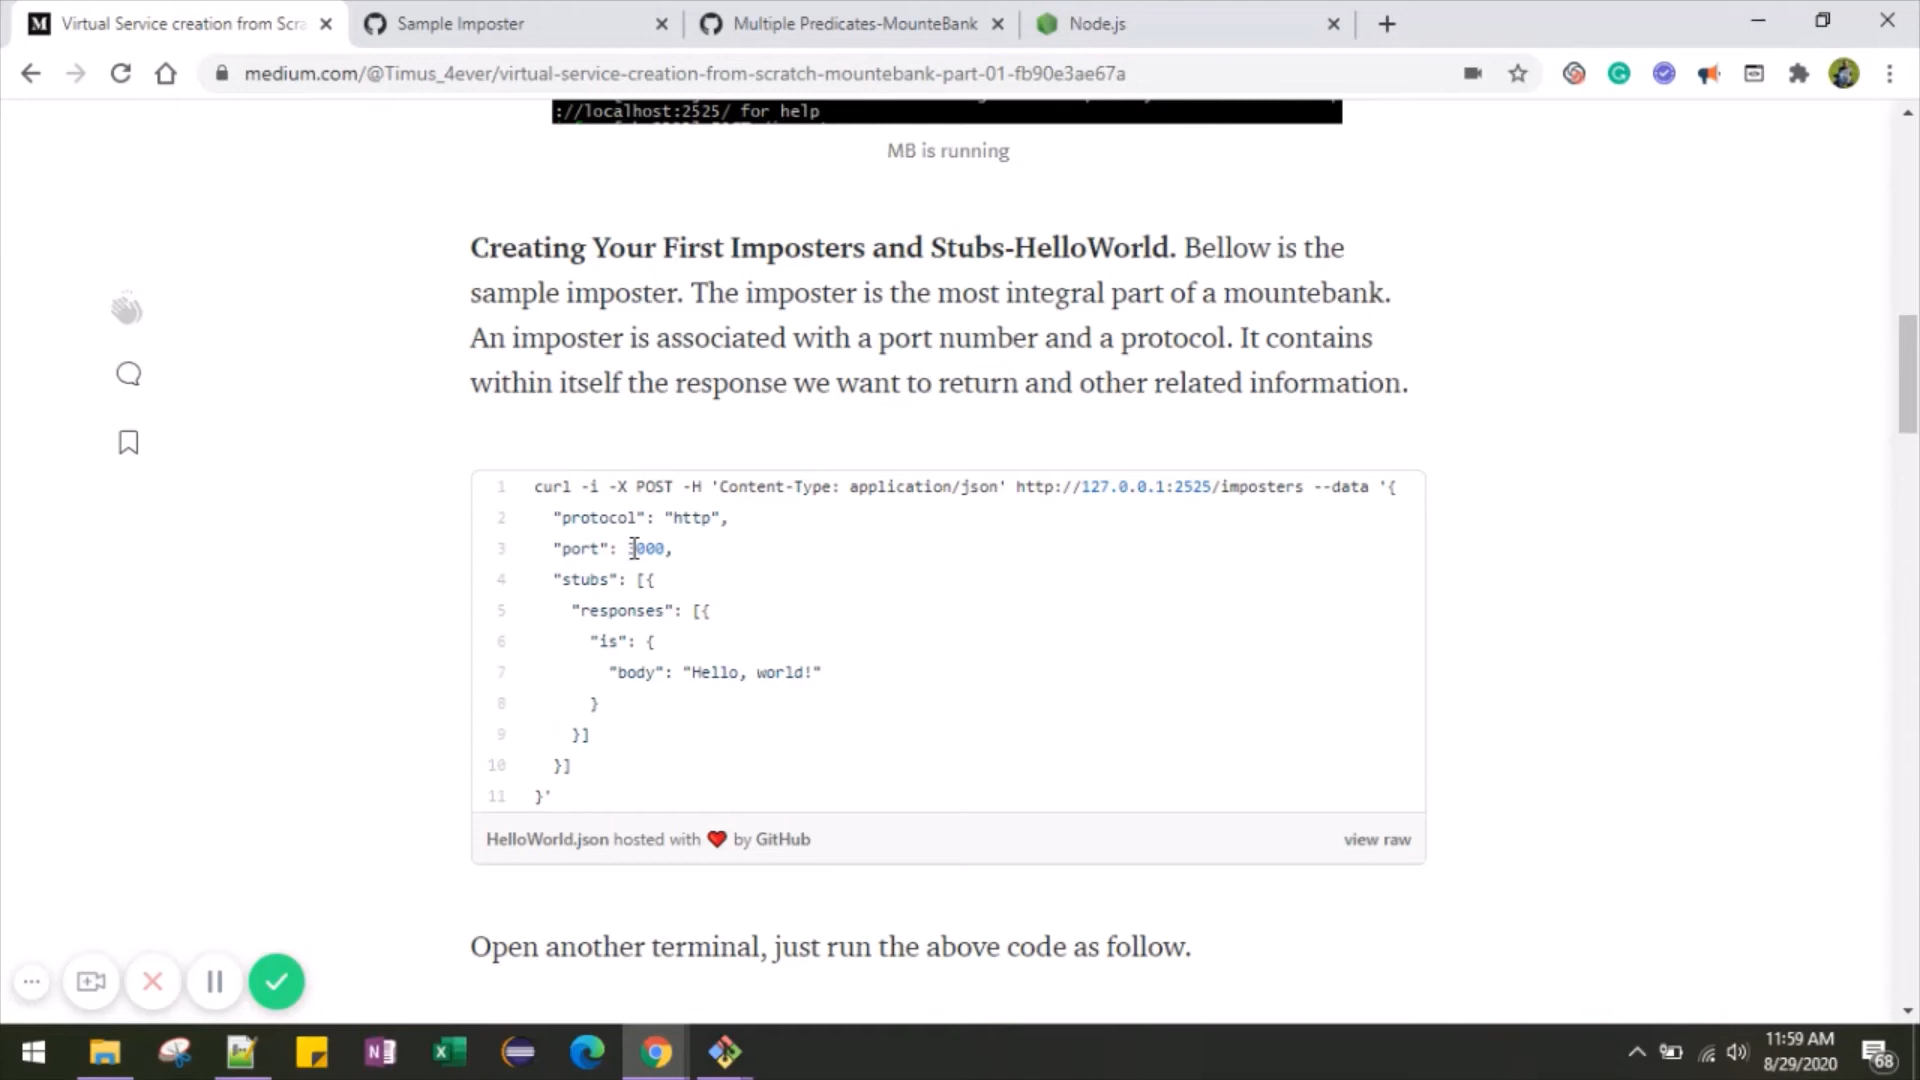 Virtual Service creation from Scra
Sample Imposter
Multiple Predicates-MounteBank
Node.js
medium.com/@Timus_4ever/virtual-service-creation-from-scratch-mountebank-part-01-fb90e3ae67a
://localhost:2525/ for help
MB is running
Creating Your First Imposters and Stubs-HelloWorld. Bellow is the
sample imposter. The imposter is the most integral part of a mountebank.
An imposter is associated with a port number and a protocol. It contains
within itself the response we want to return and other related information.
1 curl -i -X POST -H 'Content-Type: application/json' http://127.0.0.1:2525/imposters --data '{
2 "protocol": "http",
3 "port": 3000,
4 "stubs": [{
5 "responses": [{
6 "is": {
7 "body": "Hello, world!"
8 }
9 }]
10 }]
11 }'
HelloWorld.json hosted with ❤ by GitHub
view raw
Open another terminal, just run the above code as follow.
11:59 AM
8/29/2020
68